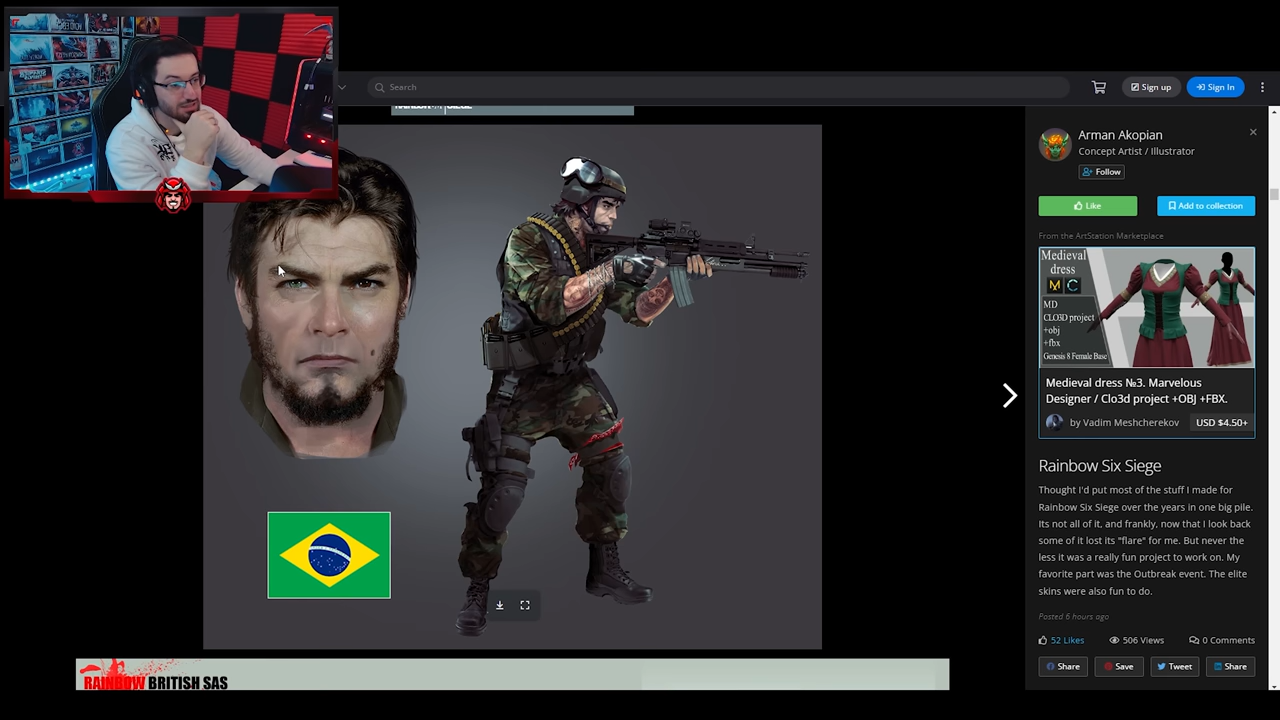 Search
Sign up
Sign In
Arman Akopian
Concept Artist / Illustrator
Follow
Like
Add to collection
From the ArtStation Marketplace
Medieval
dress
M C
MD
CLO3D project
+obj
+fbx
Genesis 8 Female Base
Medieval dress №3. Marvelous
Designer / Clo3d project +OBJ +FBX.
by Vadim Meshcherekov
USD $4.50+
Rainbow Six Siege
Thought I'd put most of the stuff I made for
Rainbow Six Siege over the years in one big pile.
Its not all of it, and frankly, now that I look back
some of it lost its "flare" for me. But never the
less it was a really fun project to work on. My
favorite part was the Outbreak event. The elite
skins were also fun to do.
Posted 6 hours ago
52 Likes
506 Views
0 Comments
Share
Save
Tweet
Share
RAINBOW BRITISH SAS